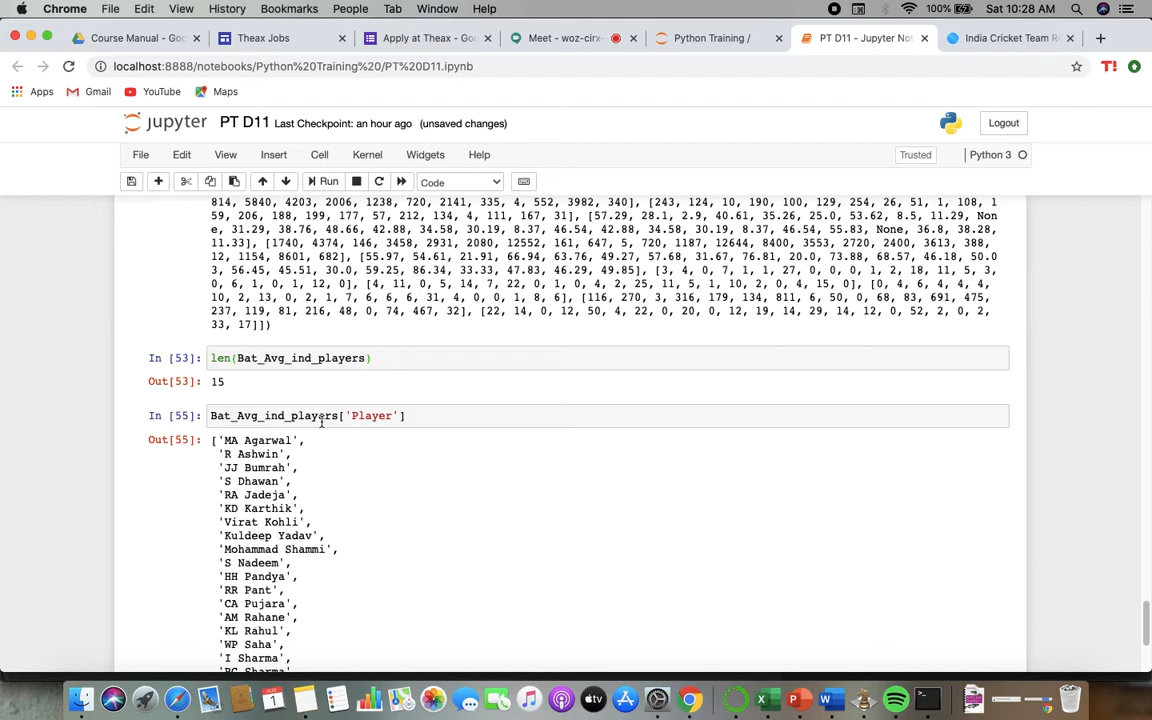 Chrome File Edit View History Bookmarks People Tab Window Help 100% Sat 10:28 AM
Course Manual - Goo × Theax Jobs × Apply at Theax - Goo × Meet - woz-cirx- × Python Training / × PT D11 - Jupyter Not × India Cricket Team R ×
localhost:8888/notebooks/Python%20Training%20/PT%20D11.ipynb
Apps Gmail YouTube Maps
jupyter PT D11 Last Checkpoint: an hour ago (unsaved changes) Logout
File Edit View Insert Cell Kernel Widgets Help Trusted Python 3
Run Code
814, 5840, 4203, 2006, 1238, 720, 2141, 335, 4, 552, 3982, 340], [243, 124, 10, 190, 100, 129, 254, 26, 51, 1, 108, 1
59, 206, 188, 199, 177, 57, 212, 134, 4, 111, 167, 31], [57.29, 28.1, 2.9, 40.61, 35.26, 25.0, 53.62, 8.5, 11.29, Non
e, 31.29, 38.76, 48.66, 42.88, 34.58, 30.19, 8.37, 46.54, 42.88, 34.58, 30.19, 8.37, 46.54, 55.83, None, 36.8, 38.28,
11.33], [1740, 4374, 146, 3458, 2931, 2080, 12552, 161, 647, 5, 720, 1187, 12644, 8400, 3553, 2720, 2400, 3613, 388,
12, 1154, 8601, 682], [55.97, 54.61, 21.91, 66.94, 63.76, 49.27, 57.68, 31.67, 76.81, 20.0, 73.88, 68.57, 46.18, 50.0
3, 56.45, 45.51, 30.0, 59.25, 86.34, 33.33, 47.83, 46.29, 49.85], [3, 4, 0, 7, 1, 1, 27, 0, 0, 0, 1, 2, 18, 11, 5, 3,
0, 6, 1, 0, 1, 12, 0], [4, 11, 0, 5, 14, 7, 22, 0, 1, 0, 4, 2, 25, 11, 5, 1, 10, 2, 0, 4, 15, 0], [0, 4, 6, 4, 4, 4,
10, 2, 13, 0, 2, 1, 7, 6, 6, 6, 31, 4, 0, 0, 1, 8, 6], [116, 270, 3, 316, 179, 134, 811, 6, 50, 0, 68, 83, 691, 475,
237, 119, 81, 216, 48, 0, 74, 467, 32], [22, 14, 0, 12, 50, 4, 22, 0, 20, 0, 12, 19, 14, 29, 14, 12, 0, 52, 2, 0, 2,
33, 17]])
In [53]: len(Bat_Avg_ind_players)
Out[53]: 15
In [55]: Bat_Avg_ind_players['Player']
Out[55]: ['MA Agarwal',
'R Ashwin',
'JJ Bumrah',
'S Dhawan',
'RA Jadeja',
'KD Karthik',
'Virat Kohli',
'Kuldeep Yadav',
'Mohammad Shammi',
'S Nadeem',
'HH Pandya',
'RR Pant',
'CA Pujara',
'AM Rahane',
'KL Rahul',
'WP Saha',
'I Sharma',